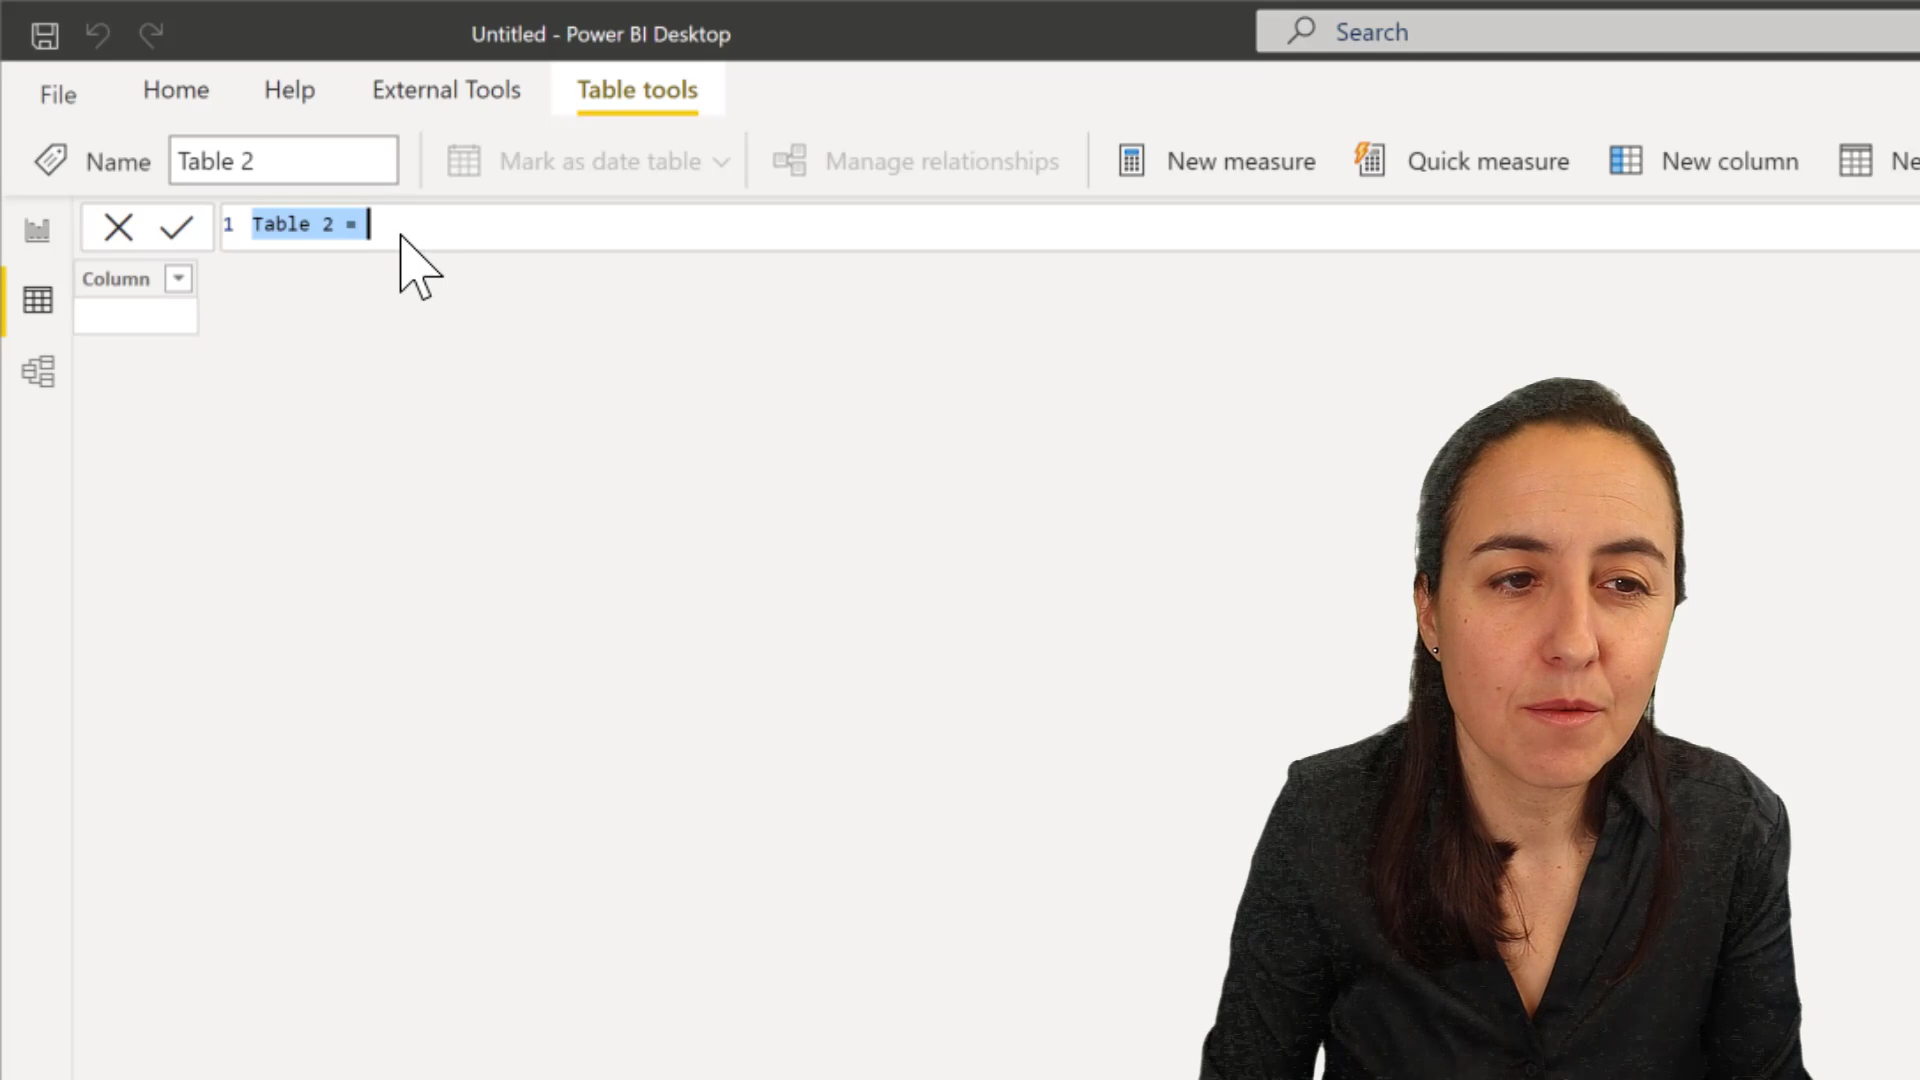 Untitled - Power BI Desktop
Search
File Home Help External Tools Table tools
Name Table 2 Mark as date table Manage relationships New measure Quick measure New column Ne
1 Table 2 =
Column